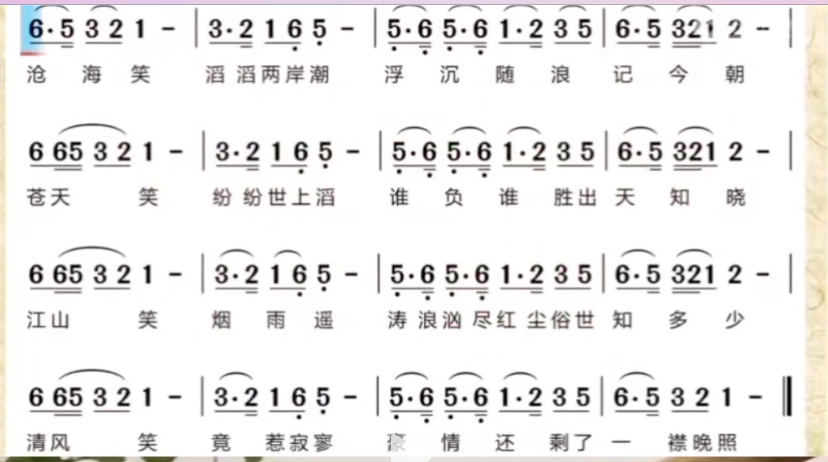 6·5 3 2 1 - | 3·2 1 6 5 - | 5·6 5·6 1·2 3 5 | 6·5 321 2 - - |
沧 海 笑 滔 滔 两 岸 潮 浮 沉 随 浪 记 今 朝
6 65 3 2 1 - | 3·2 1 6 5 - | 5·6 5·6 1·2 3 5 | 6·5 321 2 - |
苍 天 笑 纷 纷 世 上 滔 谁 负 谁 胜 出 天 知 晓
6 65 3 2 1 - | 3·2 1 6 5 - | 5·6 5·6 1·2 3 5 | 6·5 321 2 - |
江 山 笑 烟 雨 遥 涛 浪 汹 尽 红 尘 俗 世 知 多 少
6 65 3 2 1 - | 3·2 1 6 5 - | 5·6 5·6 1·2 3 5 | 6·5 3 2 1 - ‖
清 风 笑 竟 惹 寂 寥 豪 情 还 剩 了 一 襟 晚 照